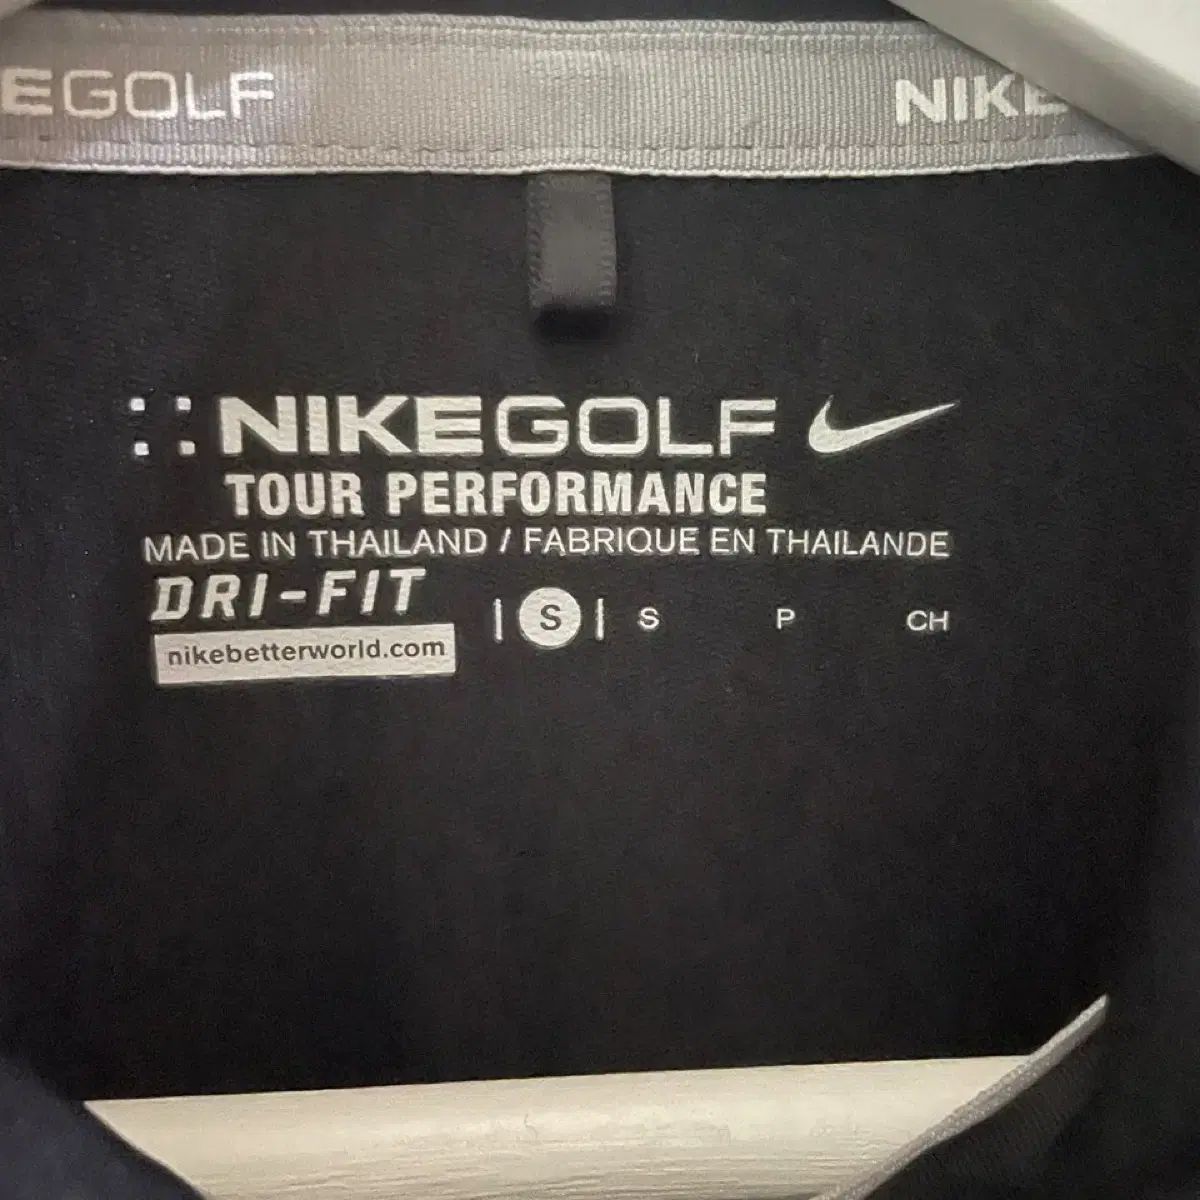 EGOLF NIKE
NIKEGOLF
TOUR PERFORMANCE
MADE IN THAILAND / FABRIQUE EN THAILANDE
DRI-FIT
| S | S P CH
nikebetterworld.com